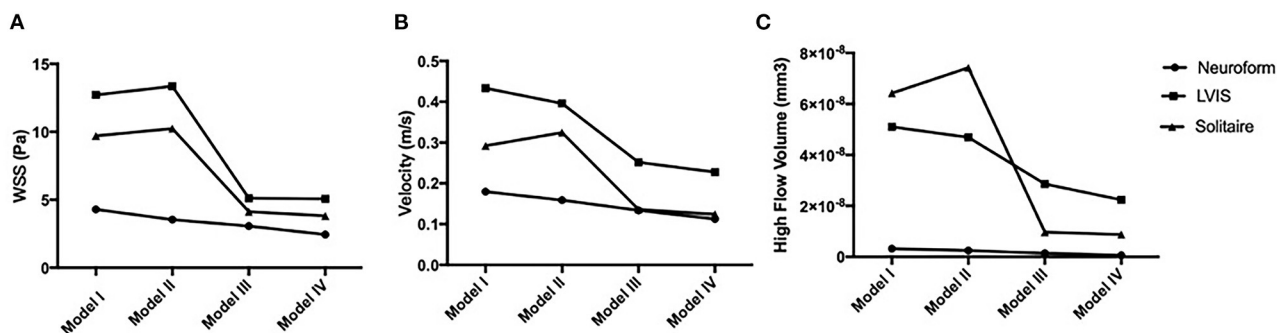 A
WSS (Pa)
15
10
5
0
Model I
Model II
Model III
Model IV
B
Velocity (m/s)
0.5
0.4
0.3
0.2
0.1
0.0
Model I
Model II
Model III
Model IV
C
High Flow Volume (mm3)
8×10-8
6×10-8
4×10-8
2×10-8
0
Model I
Model II
Model III
Model IV
Neuroform
LVIS
Solitaire